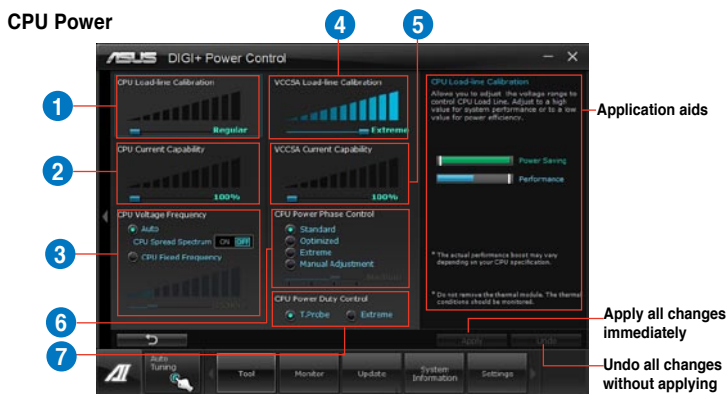 CPU Power
4
5
ASUS DIGI+ Power Control
CPU Load-line Calibration
VCCSA Load-line Calibration
CPU Load-line Calibration
Allows you to adjust the voltage range to
control CPU Load Line. Adjust to a high
value for system performance or to a low
value for power efficiency.
1
Application aids
Regular
Extreme
CPU Current Capability
VCCSA Current Capability
Power Saving
2
Performance
100%
100%
CPU Voltage Frequency
CPU Power Phase Control
Auto
Standard
CPU Spread Spectrum ON OFF
Optimized
3
CPU Fixed Frequency
Extreme
Manual Adjustment
* The actual performance boost may vary
depending on your CPU specification.
* Do not remove the thermal module. The thermal
conditions should be monitored.
CPU Power Duty Control
6
T.Probe
Extreme
7
Apply
Undo
Apply all changes
immediately
Undo all changes
without applying
AI
Auto
Tuning
Tool
Monitor
Update
System
Information
Settings